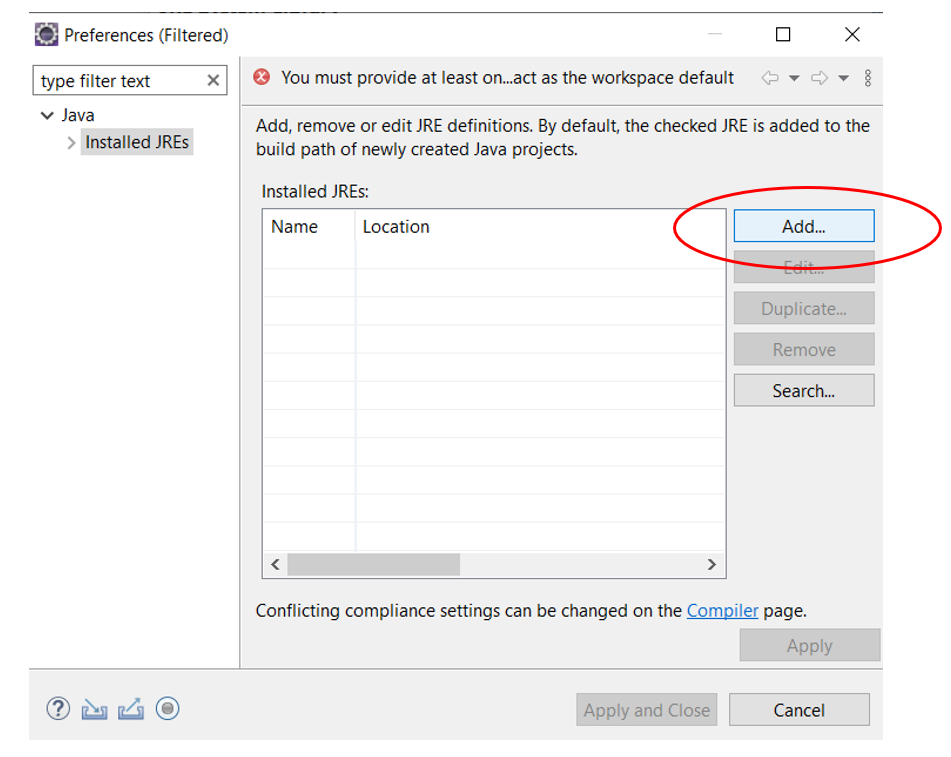 Preferences (Filtered)
type filter text
Java
Installed JREs
You must provide at least on...act as the workspace default
Add, remove or edit JRE definitions. By default, the checked JRE is added to the
build path of newly created Java projects.
Installed JREs:
Name Location
Add...
Edit...
Duplicate...
Remove
Search...
Conflicting compliance settings can be changed on the Compiler page.
Apply
Apply and Close Cancel